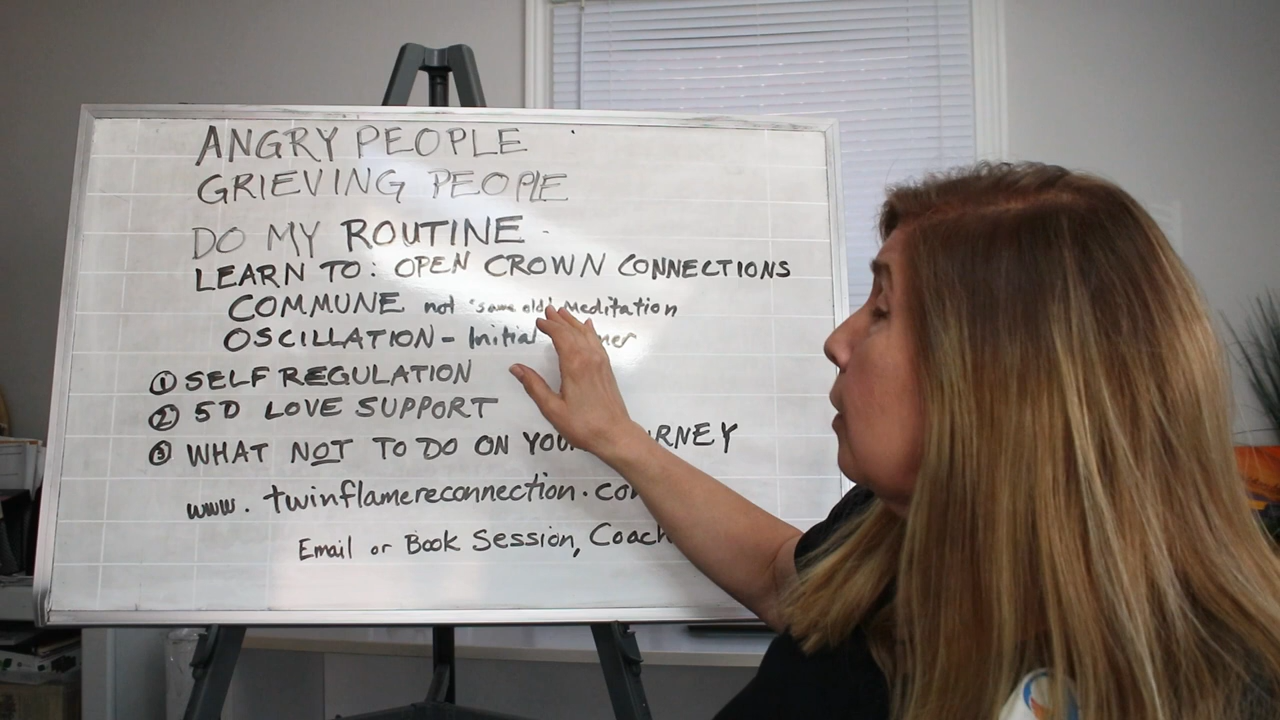 ANGRY PEOPLE
GRIEVING PEOPLE
DO MY ROUTINE
LEARN TO: OPEN CROWN CONNECTIONS
COMMUNE not "same old" Meditation
OSCILLATION - Initial
① SELF REGULATION
② 5D LOVE SUPPORT
③ WHAT NOT TO DO ON
www.twinflamereconnection.co
Email or Book Session, Coach